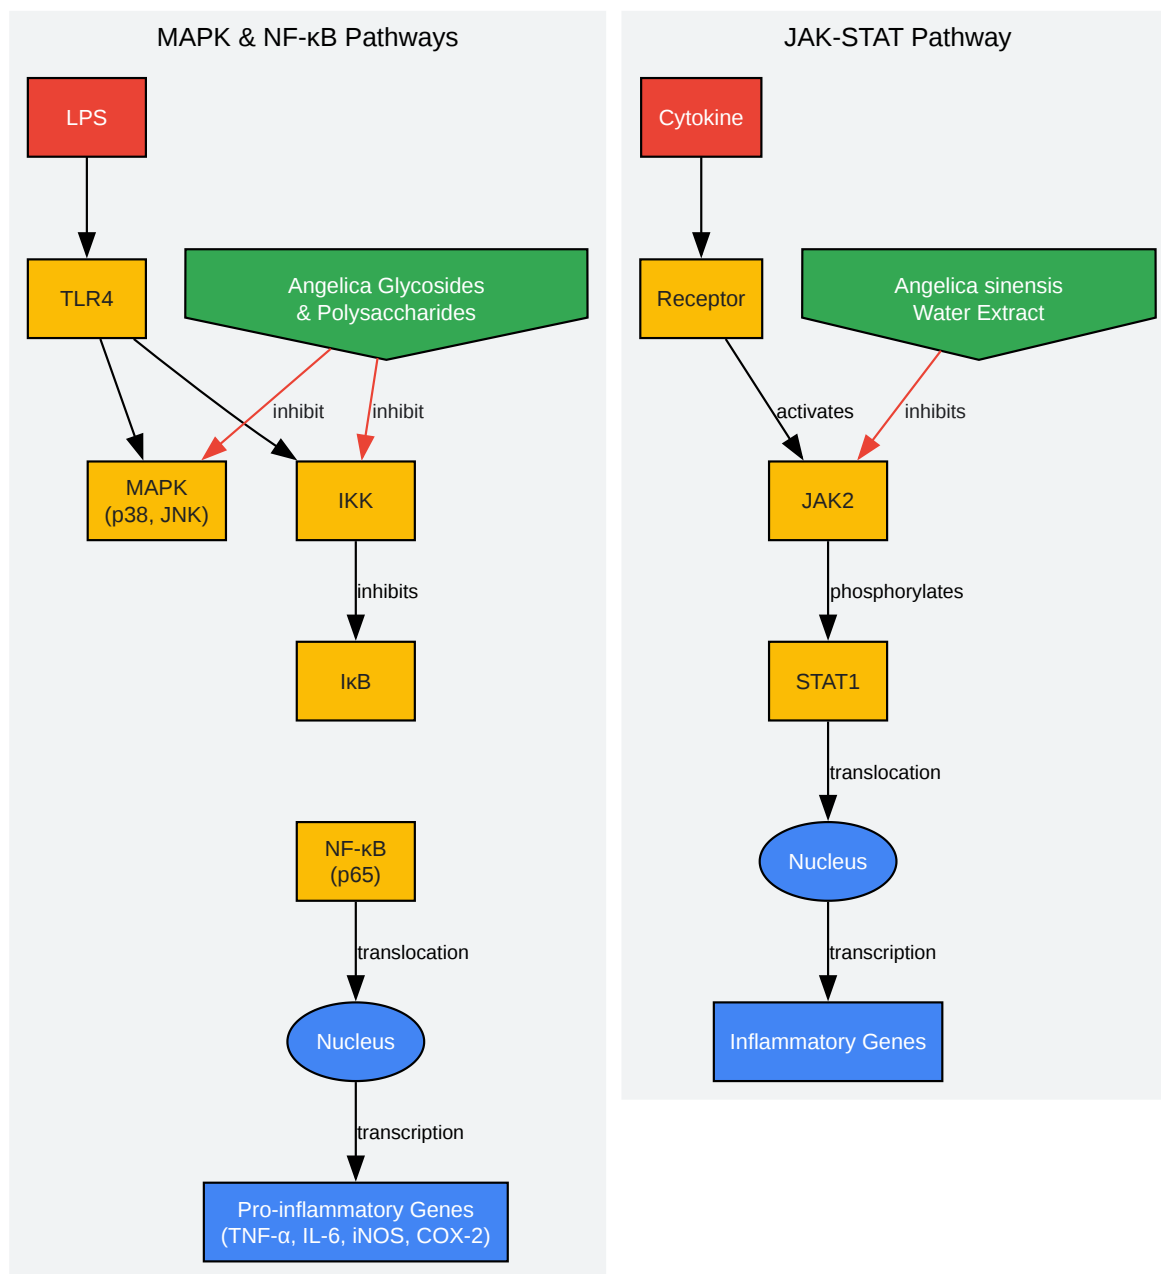 MAPK & NF-κB Pathways
LPS
TLR4
Angelica Glycosides
& Polysaccharides
inhibit
inhibit
MAPK
(p38, JNK)
IKK
inhibits
IκB
NF-κB
(p65)
translocation
Nucleus
transcription
Pro-inflammatory Genes
(TNF-α, IL-6, iNOS, COX-2)
JAK-STAT Pathway
Cytokine
Receptor
Angelica sinensis
Water Extract
activates
inhibits
JAK2
phosphorylates
STAT1
translocation
Nucleus
transcription
Inflammatory Genes